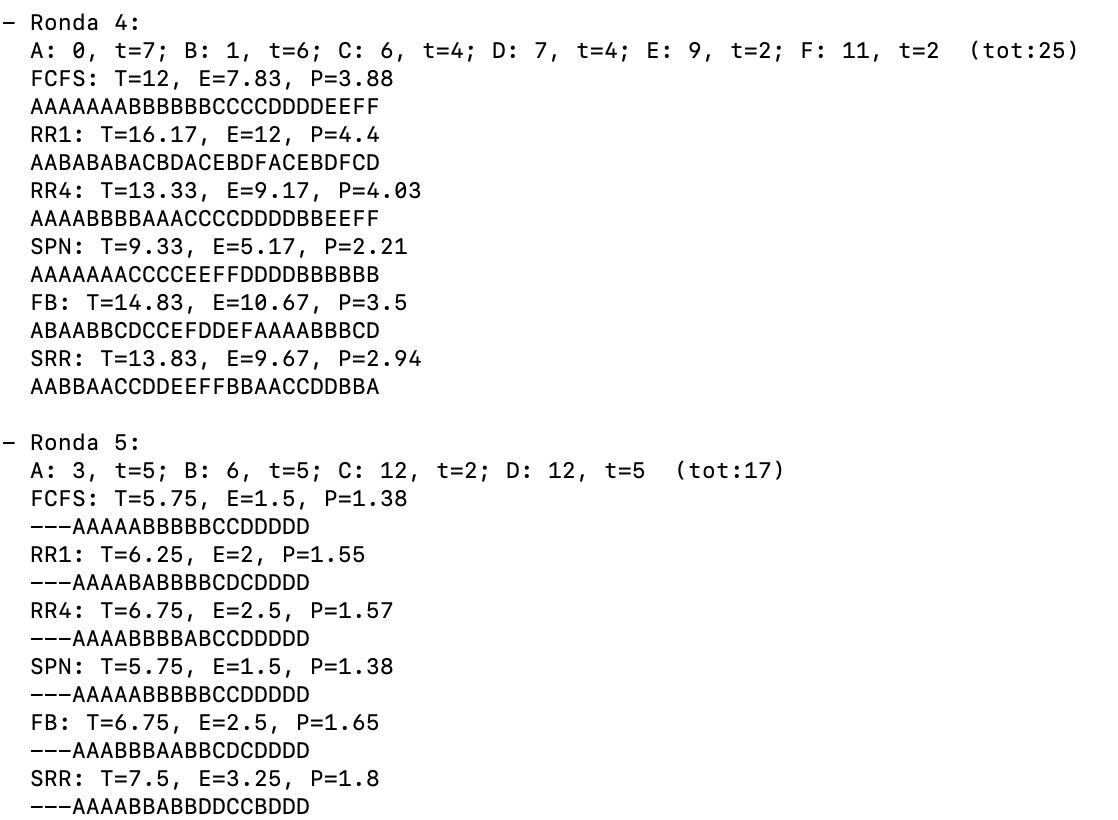 - Ronda 4:
A: 0, t=7; B: 1, t=6; C: 6, t=4; D: 7, t=4; E: 9, t=2; F: 11, t=2  (tot:25)
FCFS: T=12, E=7.83, P=3.88
AAAAAAABBBBBBCCCCDDDDEEFF
RR1: T=16.17, E=12, P=4.4
AABABABACBDACEBDFACEBDFCD
RR4: T=13.33, E=9.17, P=4.03
AAAABBBBAAACCCCDDDDBBEEFF
SPN: T=9.33, E=5.17, P=2.21
AAAAAAACCCCEEFFDDDDBBBBBB
FB: T=14.83, E=10.67, P=3.5
ABAABBCDCCEFDDEFAAAABBBCD
SRR: T=13.83, E=9.67, P=2.94
AABBAACCDDEEFFBBAACCDDBBA
- Ronda 5:
A: 3, t=5; B: 6, t=5; C: 12, t=2; D: 12, t=5  (tot:17)
FCFS: T=5.75, E=1.5, P=1.38
---AAAAABBBBBCCDDDDD
RR1: T=6.25, E=2, P=1.55
---AAAABABBBBCDCDDDD
RR4: T=6.75, E=2.5, P=1.57
---AAAABBBBABCCDDDDD
SPN: T=5.75, E=1.5, P=1.38
---AAAAABBBBBCCDDDDD
FB: T=6.75, E=2.5, P=1.65
---AAABBBAABBCDCDDDD
SRR: T=7.5, E=3.25, P=1.8
---AAAABBABBDDCCBDDD